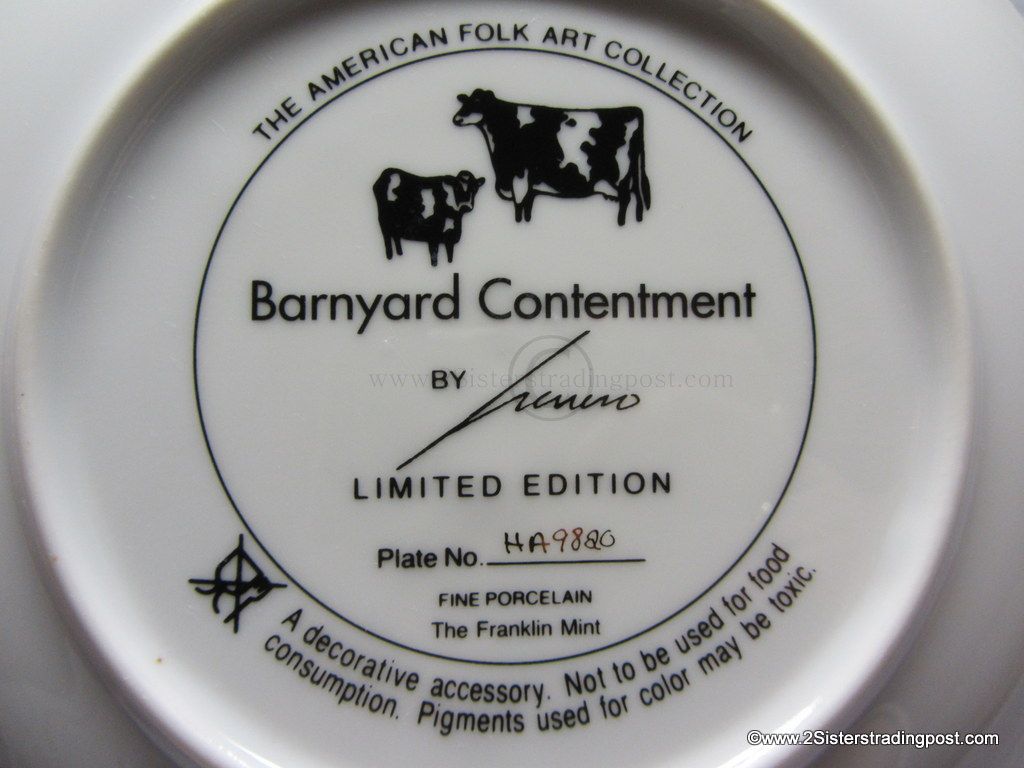 THE AMERICAN FOLK ART COLLECTION
Barnyard Contentment
BY
LIMITED EDITION
Plate No. HA9820
FINE PORCELAIN
The Franklin Mint
A decorative accessory. Not to be used for food
consumption. Pigments used for color may be toxic.
www.2Sisterstradingpost.com
©www.2Sisterstradingpost.com